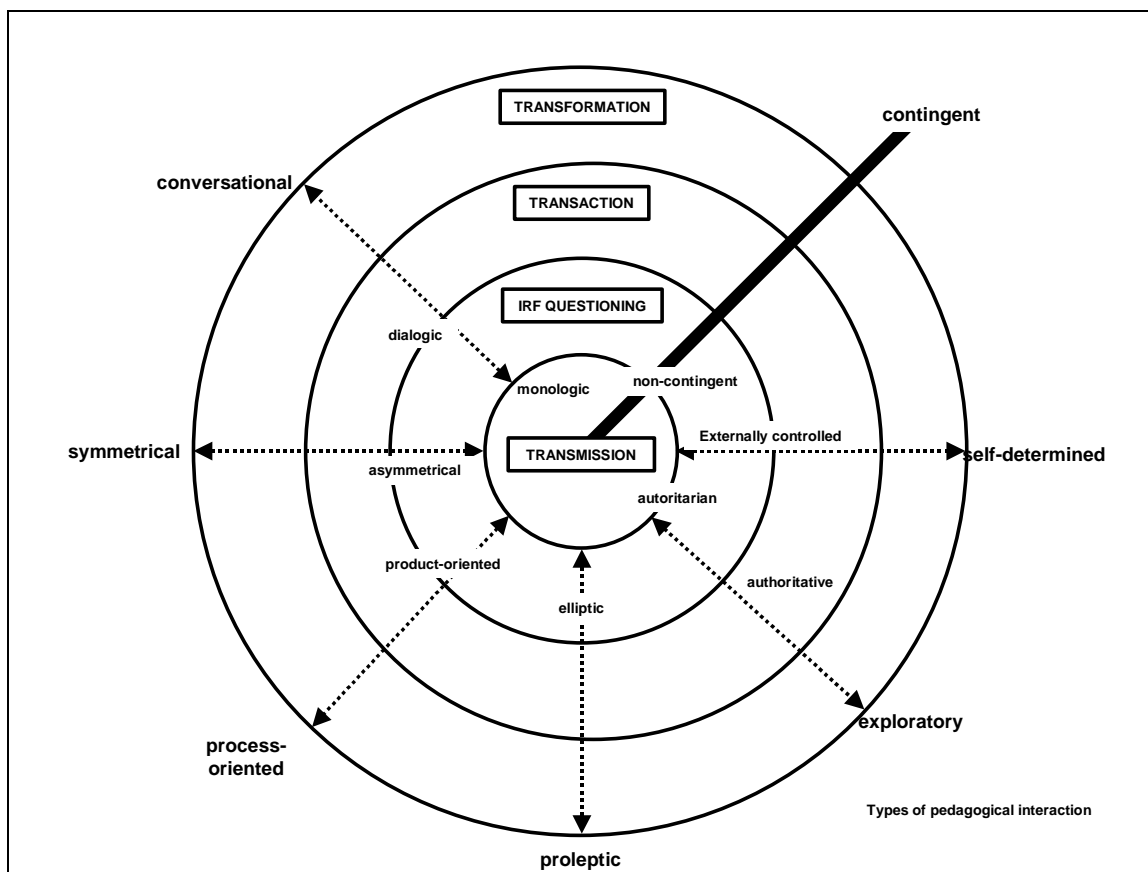 TRANSFORMATION
contingent
conversational
TRANSACTION
IRF QUESTIONING
dialogic
monologic
non-contingent
Externally controlled
symmetrical
asymmetrical
TRANSMISSION
self-determined
autoritarian
product-oriented
authoritative
elliptic
exploratory
process-
oriented
Types of pedagogical interaction
proleptic